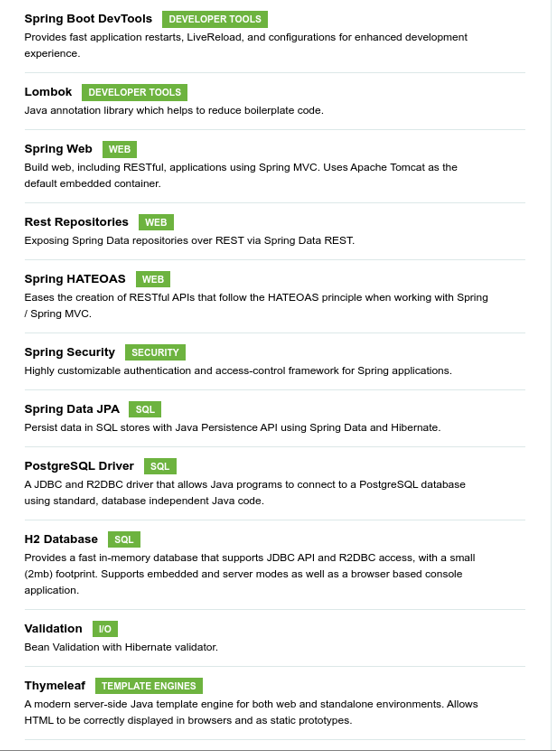 Spring Boot DevTools DEVELOPER TOOLS
Provides fast application restarts, LiveReload, and configurations for enhanced development
experience.
Lombok DEVELOPER TOOLS
Java annotation library which helps to reduce boilerplate code.
Spring Web WEB
Build web, including RESTful, applications using Spring MVC. Uses Apache Tomcat as the
default embedded container.
Rest Repositories WEB
Exposing Spring Data repositories over REST via Spring Data REST.
Spring HATEOAS WEB
Eases the creation of RESTful APIs that follow the HATEOAS principle when working with Spring
/ Spring MVC.
Spring Security SECURITY
Highly customizable authentication and access-control framework for Spring applications.
Spring Data JPA SQL
Persist data in SQL stores with Java Persistence API using Spring Data and Hibernate.
PostgreSQL Driver SQL
A JDBC and R2DBC driver that allows Java programs to connect to a PostgreSQL database
using standard, database independent Java code.
H2 Database SQL
Provides a fast in-memory database that supports JDBC API and R2DBC access, with a small
(2mb) footprint. Supports embedded and server modes as well as a browser based console
application.
Validation I/O
Bean Validation with Hibernate validator.
Thymeleaf TEMPLATE ENGINES
A modern server-side Java template engine for both web and standalone environments. Allows
HTML to be correctly displayed in browsers and as static prototypes.